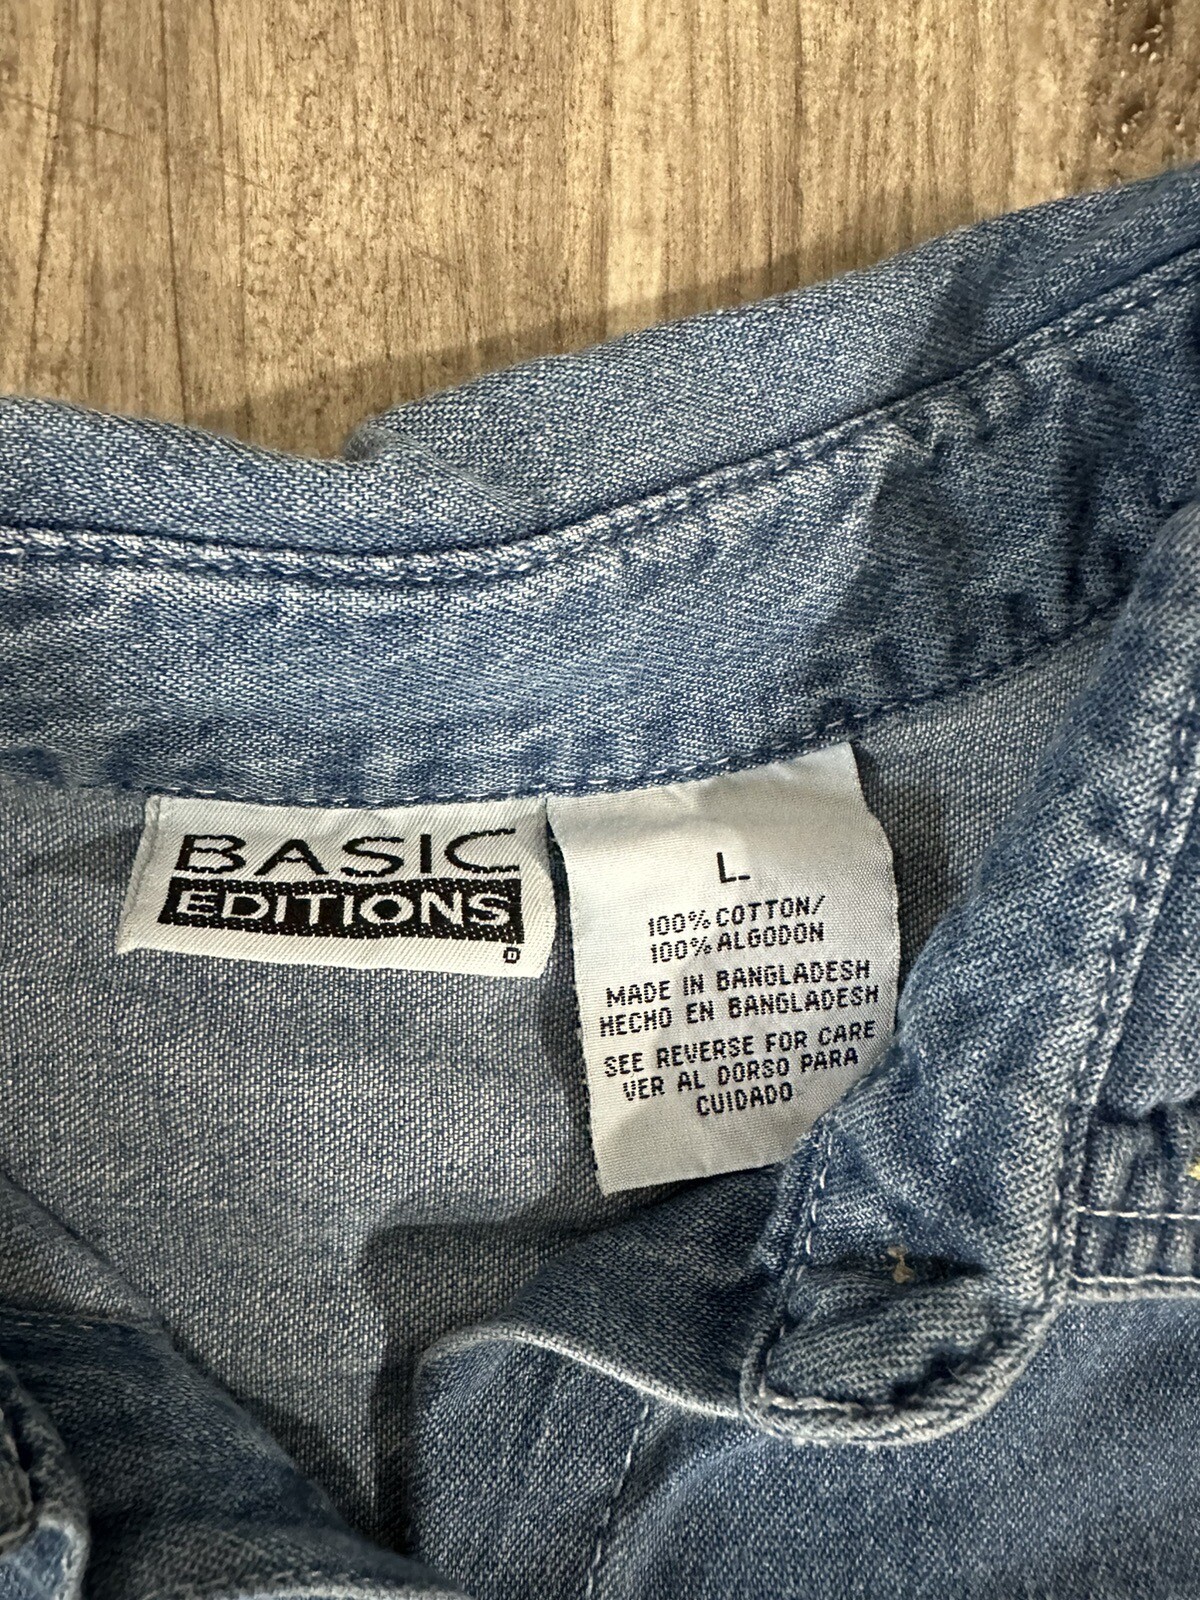 BASIC
EDITIONS
L
100% COTTON/
100% ALGODON
MADE IN BANGLADESH
HECHO EN BANGLADESH
SEE REVERSE FOR CARE
VER AL DORSO PARA
CUIDADO